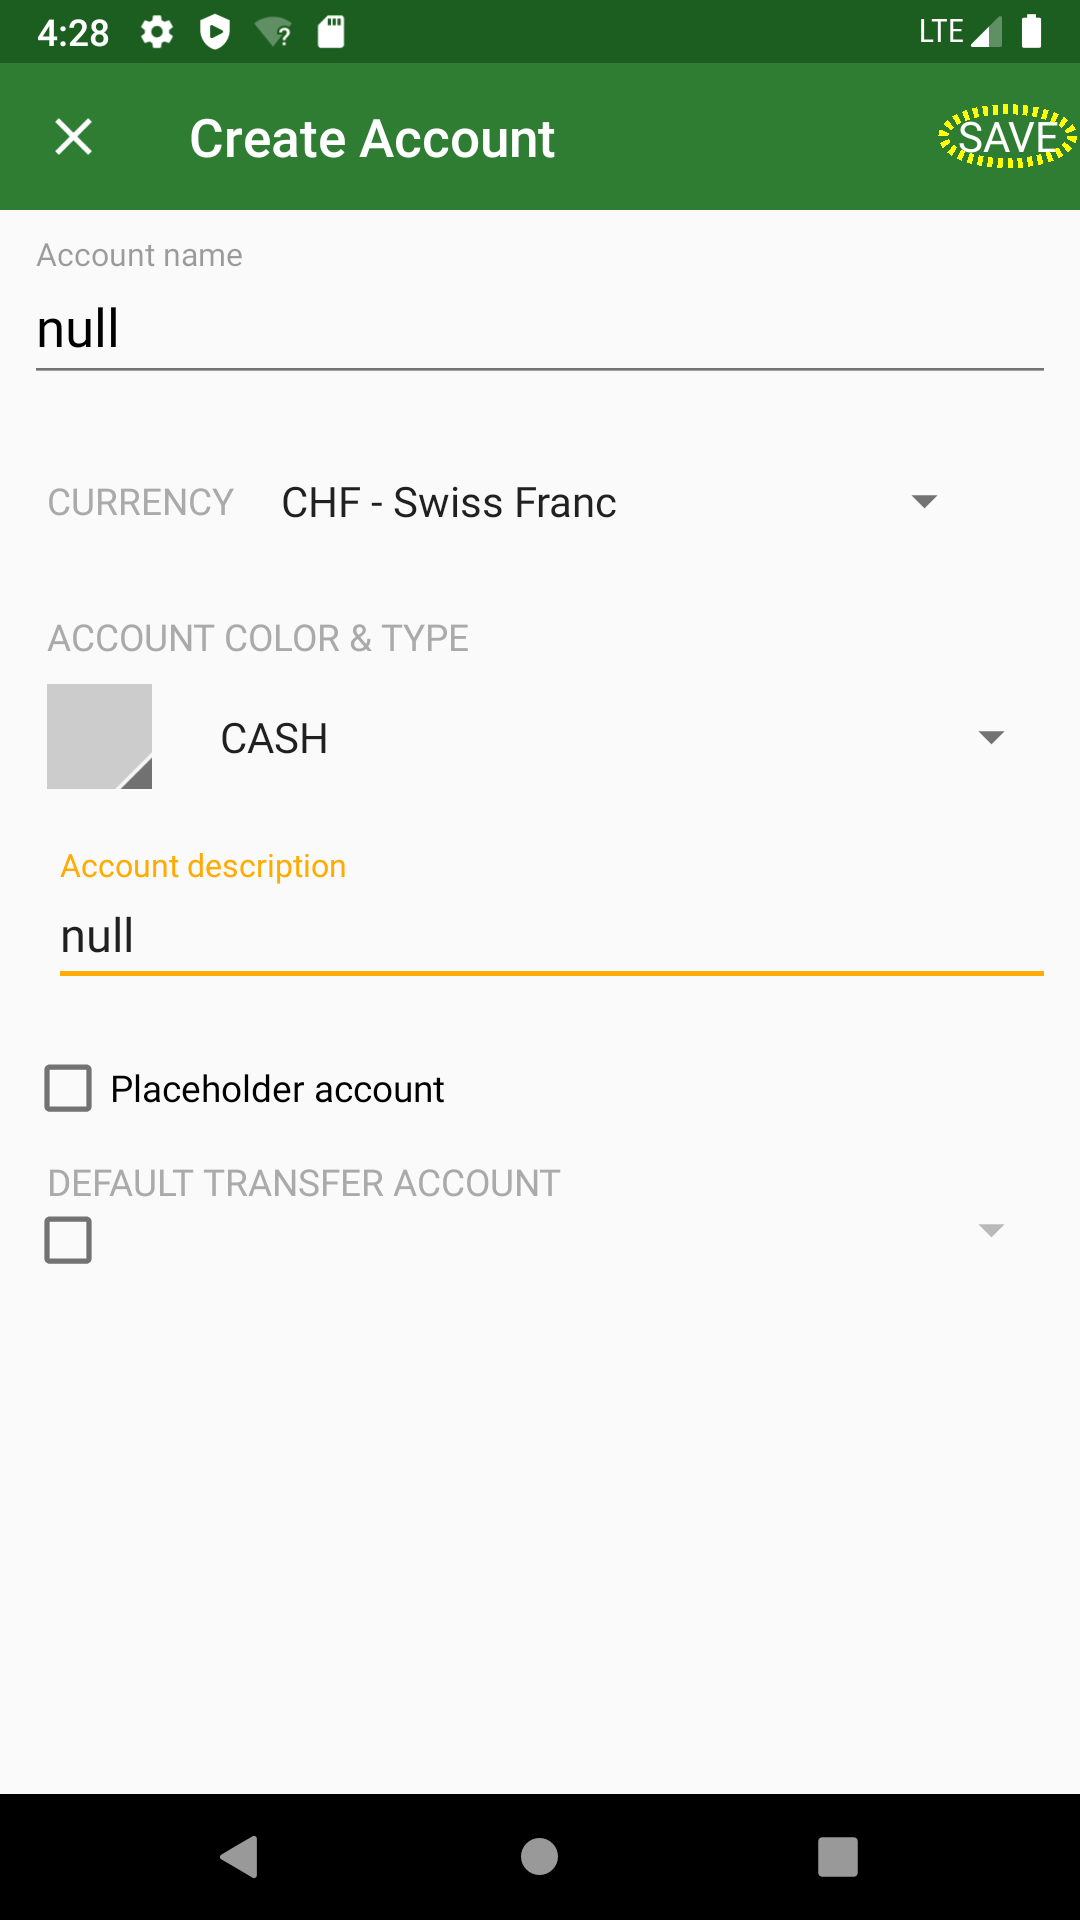 4:28
LTE
Create Account
SAVE
Account name
null
CURRENCY
CHF - Swiss Franc
ACCOUNT COLOR & TYPE
CASH
Account description
null
Placeholder account
DEFAULT TRANSFER ACCOUNT